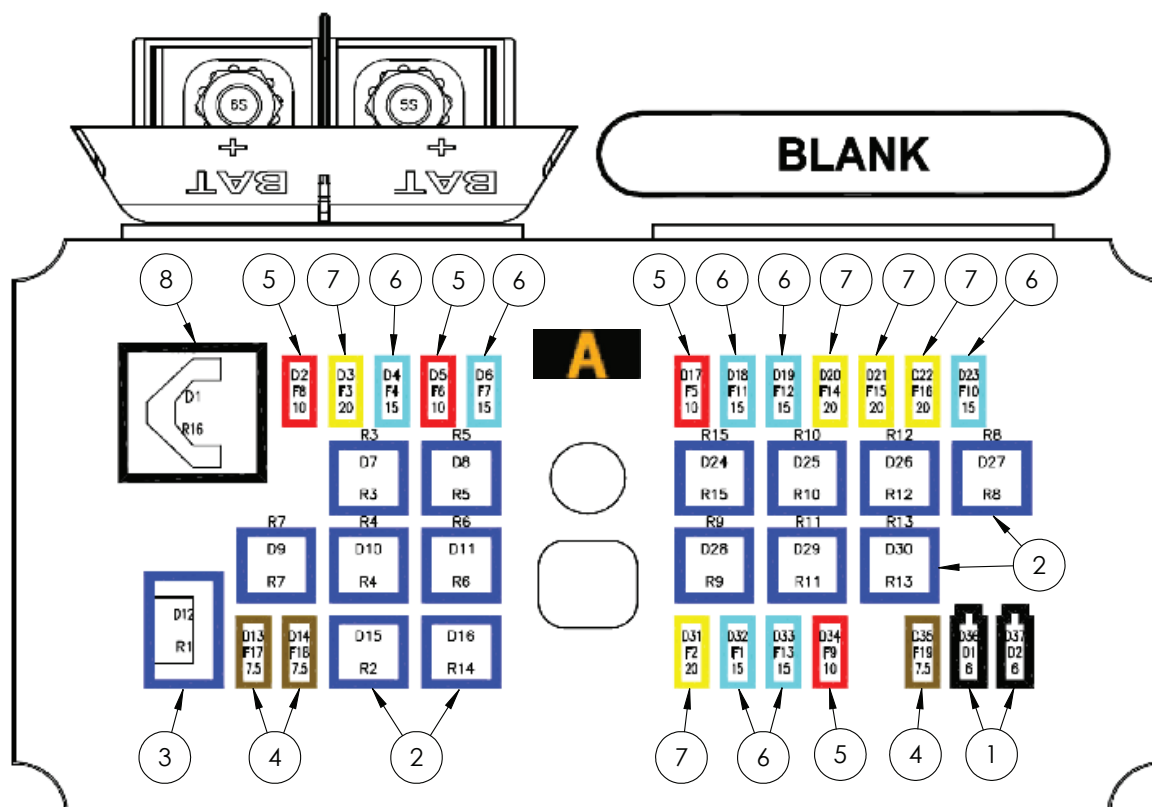 6S 5S
+ +
BAT BAT
BLANK
8 5 7 6 5 6 5 6 6 7 7 7 6
A
D2 D3 D4 D5 D6 D17 D18 D19 D20 D21 D22 D23
F8 F3 F4 F6 F7 F5 F11 F12 F14 F15 F16 F10
10 20 15 10 15 10 15 15 20 20 20 15
D1
R16
R3 R5 R15 R10 R12 R8
D7 D8 D24 D25 D26 D27
R3 R5 R15 R10 R12 R8
R7 R4 R6 R9 R11 R13
D9 D10 D11 D28 D29 D30
R7 R4 R6 R9 R11 R13
2
D12
R1
D13 D14 D15 D16 D31 D32 D33 D34 D35 D36 D37
F17 F18 F2 F1 F13 F9 F19 D1 D2
7.5 7.5 R2 R14 20 15 15 10 7.5 6 6
3 4 2 7 6 5 4 1